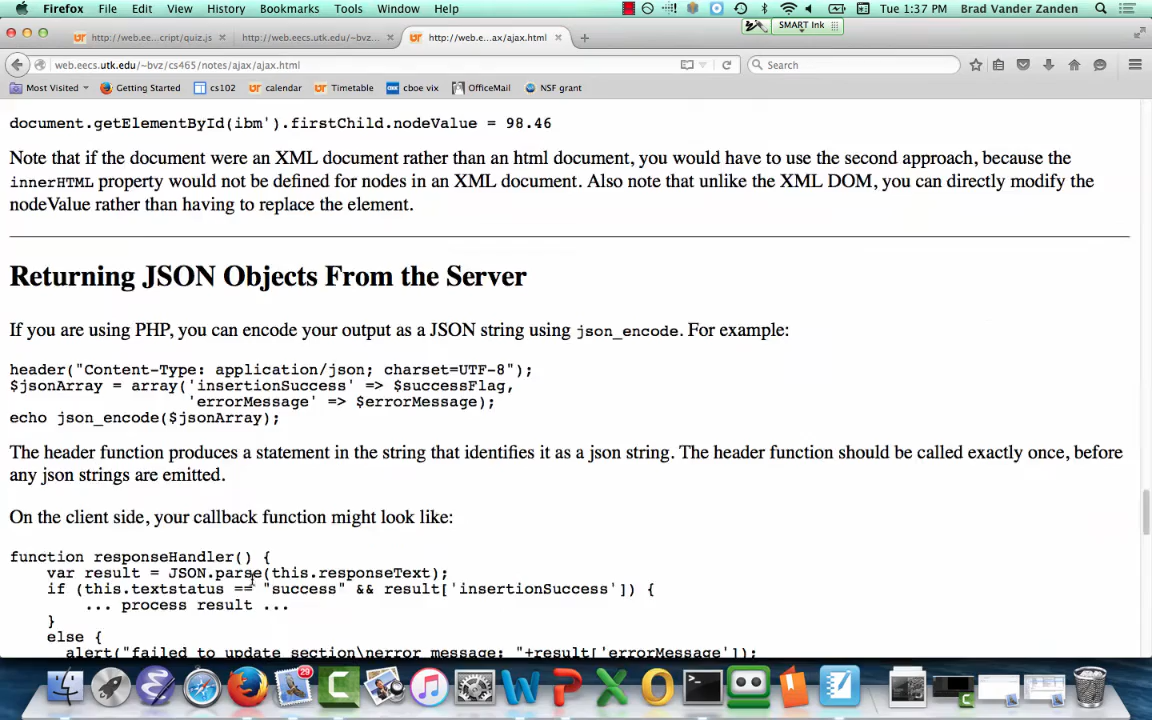 Firefox File Edit View History Bookmarks Tools Window Help Tue 1:37 PM Brad Vander Zanden
SMART Ink
http://web.ee...cript/quiz.js http://web.eecs.utk.edu/~bvz... http://web.e...ax/ajax.html
web.eecs.utk.edu/~bvz/cs465/notes/ajax/ajax.html Search
Most Visited Getting Started cs102 calendar Timetable cboe vix OfficeMail NSF grant
document.getElementById(ibm').firstChild.nodeValue = 98.46
Note that if the document were an XML document rather than an html document, you would have to use the second approach, because the
innerHTML property would not be defined for nodes in an XML document. Also note that unlike the XML DOM, you can directly modify the
nodeValue rather than having to replace the element.
Returning JSON Objects From the Server
If you are using PHP, you can encode your output as a JSON string using json_encode. For example:
header("Content-Type: application/json; charset=UTF-8");
$jsonArray = array('insertionSuccess' => $successFlag,
'errorMessage' => $errorMessage);
echo json_encode($jsonArray);
The header function produces a statement in the string that identifies it as a json string. The header function should be called exactly once, before
any json strings are emitted.
On the client side, your callback function might look like:
function responseHandler() {
var result = JSON.parse(this.responseText);
if (this.textstatus == "success" && result['insertionSuccess']) {
... process result ...
}
else {
alert("failed to update section\nerror message: "+result['errorMessage']);
29